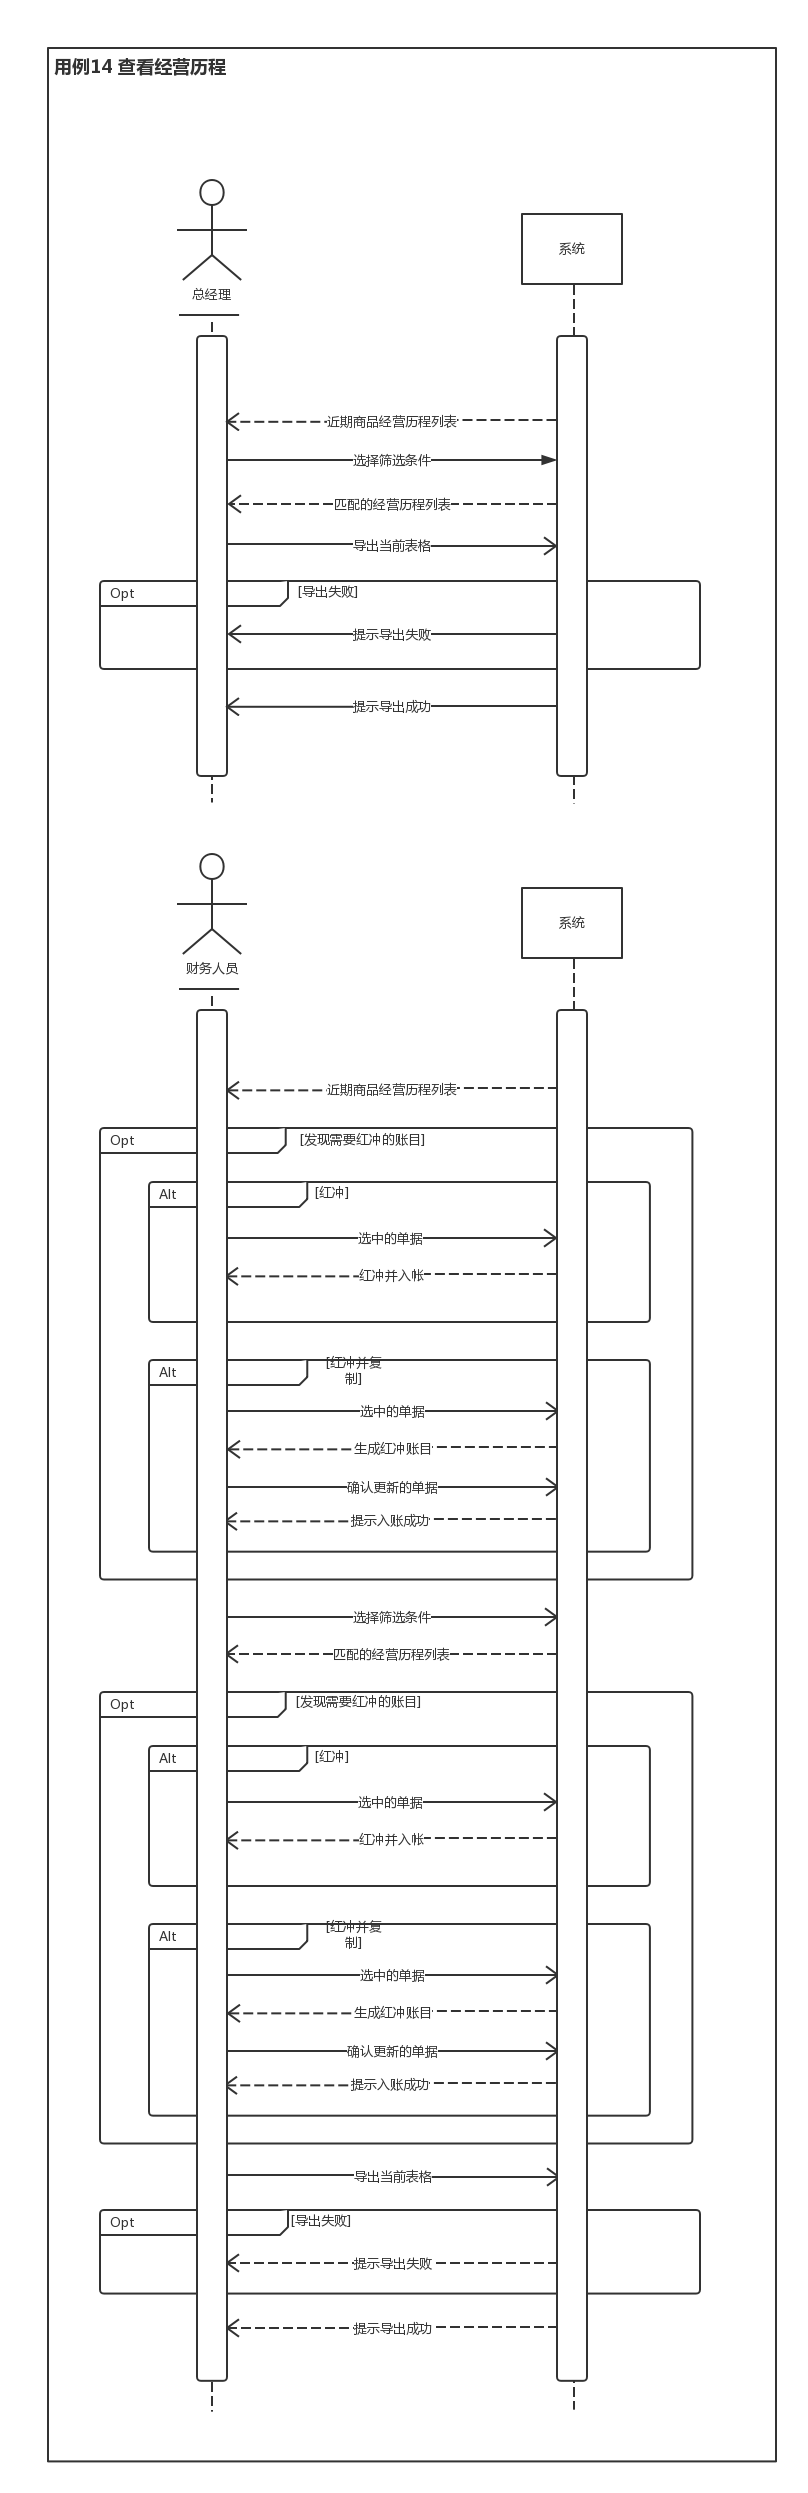 用例14 查看经营历程
总经理
系统
近期商品经营历程列表
选择筛选条件
匹配的经营历程列表
导出当前表格
Opt
[导出失败]
提示导出失败
提示导出成功
财务人员
系统
近期商品经营历程列表
Opt
[发现需要红冲的账目]
Alt
[红冲]
选中的单据
红冲并入帐
Alt
[红冲并复
制]
选中的单据
生成红冲账目
确认更新的单据
提示入账成功
选择筛选条件
匹配的经营历程列表
Opt
[发现需要红冲的账目]
Alt
[红冲]
选中的单据
红冲并入帐
Alt
[红冲并复
制]
选中的单据
生成红冲账目
确认更新的单据
提示入账成功
导出当前表格
Opt
[导出失败]
提示导出失败
提示导出成功